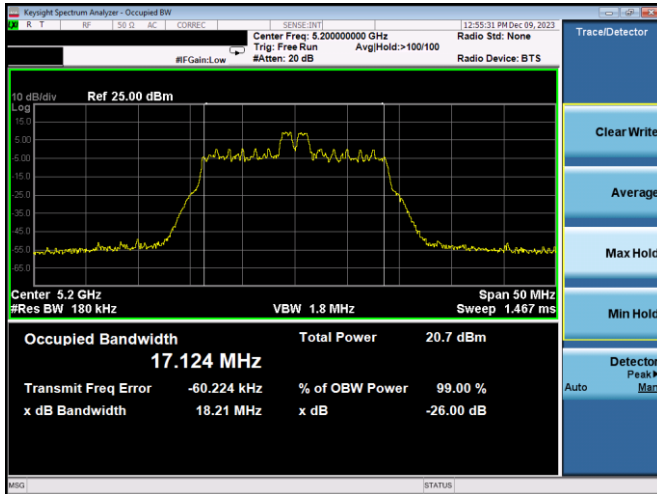 Keysight Spectrum Analyzer - Occupied BW
R T RF 50 Ω AC CORREC SENSE:INT 12:55:31 PM Dec 09, 2023
Center Freq: 5.200000000 GHz Radio Std: None
Trig: Free Run Avg|Hold:>100/100
#IFGain:Low #Atten: 20 dB Radio Device: BTS
Trace/Detector
10 dB/div Ref 25.00 dBm
Log
15.0
5.00
-5.00
-15.0
-25.0
-35.0
-45.0
-55.0
-65.0
Center 5.2 GHz Span 50 MHz
#Res BW 180 kHz VBW 1.8 MHz Sweep 1.467 ms
Occupied Bandwidth Total Power 20.7 dBm
17.124 MHz
Transmit Freq Error -60.224 kHz % of OBW Power 99.00 %
x dB Bandwidth 18.21 MHz x dB -26.00 dB
Clear Write
Average
Max Hold
Min Hold
Detector
Peak
Auto Man
MSG STATUS